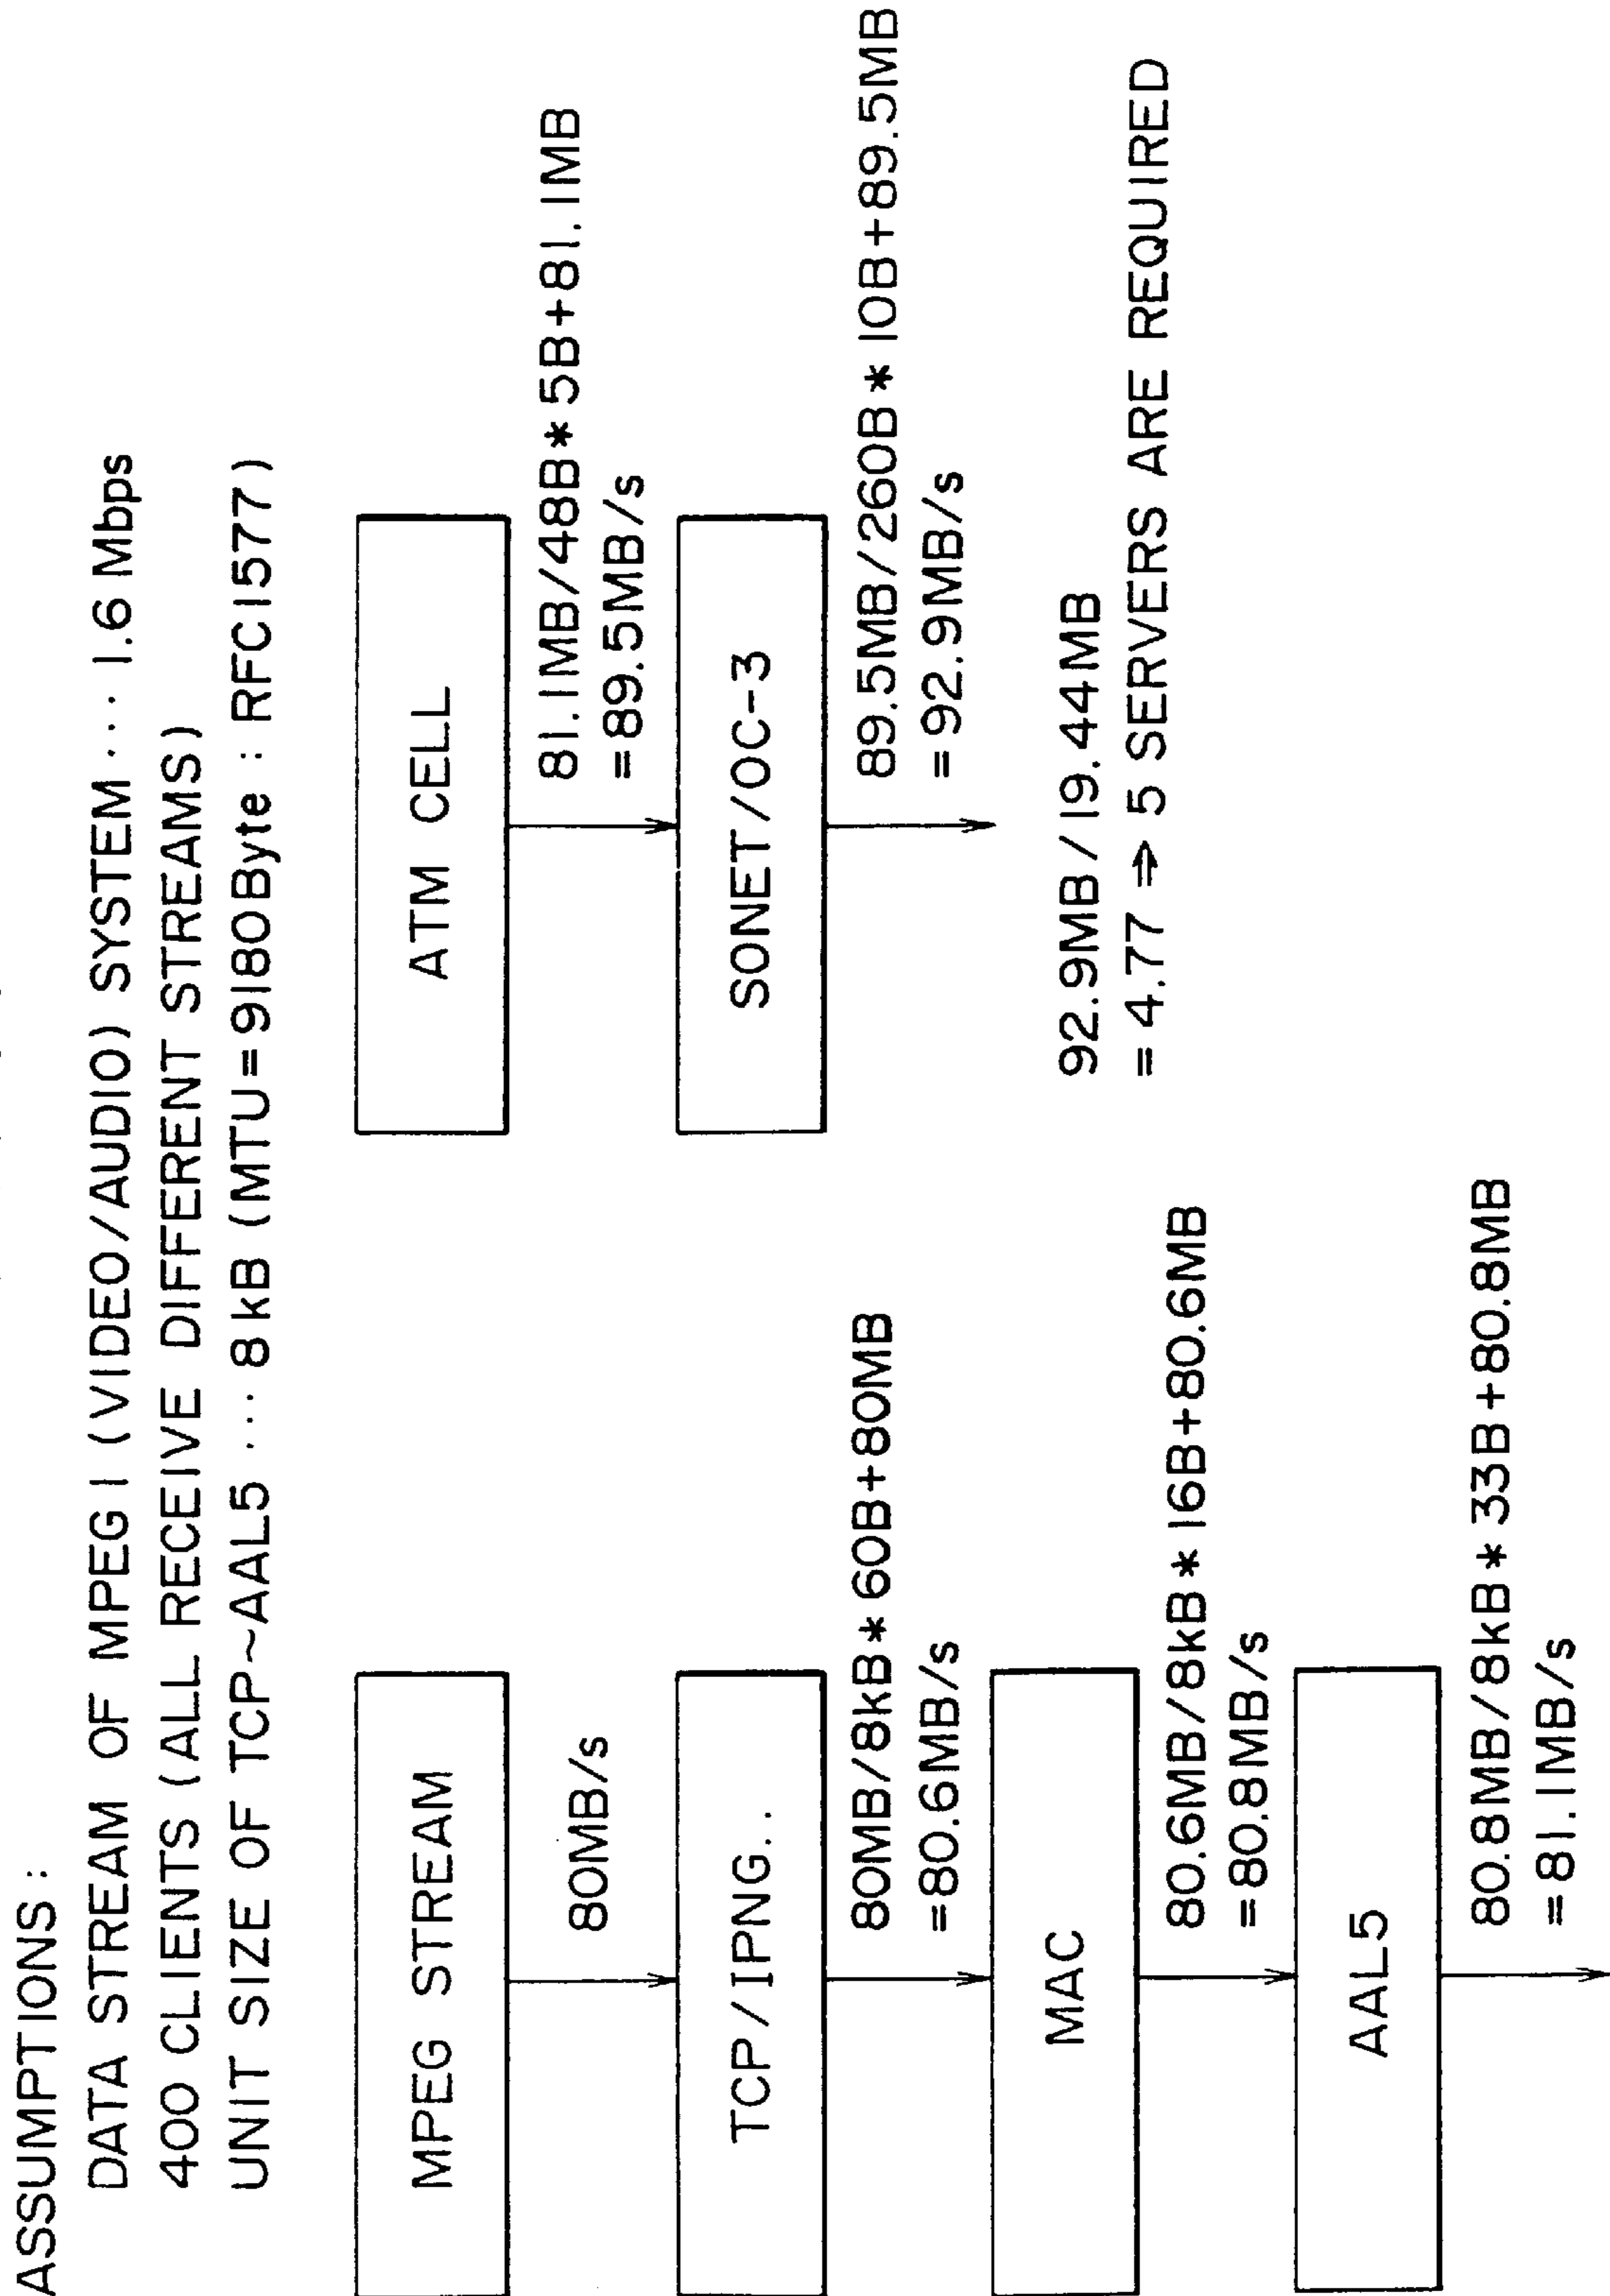 ASSUMPTIONS :
DATA STREAM OF MPEG 1 (VIDEO/AUDIO) SYSTEM ··· 1.6 Mbps
400 CLIENTS (ALL RECEIVE DIFFERENT STREAMS)
UNIT SIZE OF TCP~AAL5 ··· 8 kB (MTU=9180Byte : RFC1577)
MPEG STREAM
80MB/s
TCP/IPNG..
80MB/8kB*60B+80MB
=80.6MB/s
MAC
80.6MB/8kB*16B+80.6MB
=80.8MB/s
AAL5
80.8MB/8kB*33B+80.8MB
=81.1MB/s
ATM CELL
81.1MB/48B*5B+81.1MB
=89.5MB/s
SONET/OC-3
89.5MB/260B*10B+89.5MB
=92.9MB/s
92.9MB/19.44MB
=4.77 ⇒ 5 SERVERS ARE REQUIRED